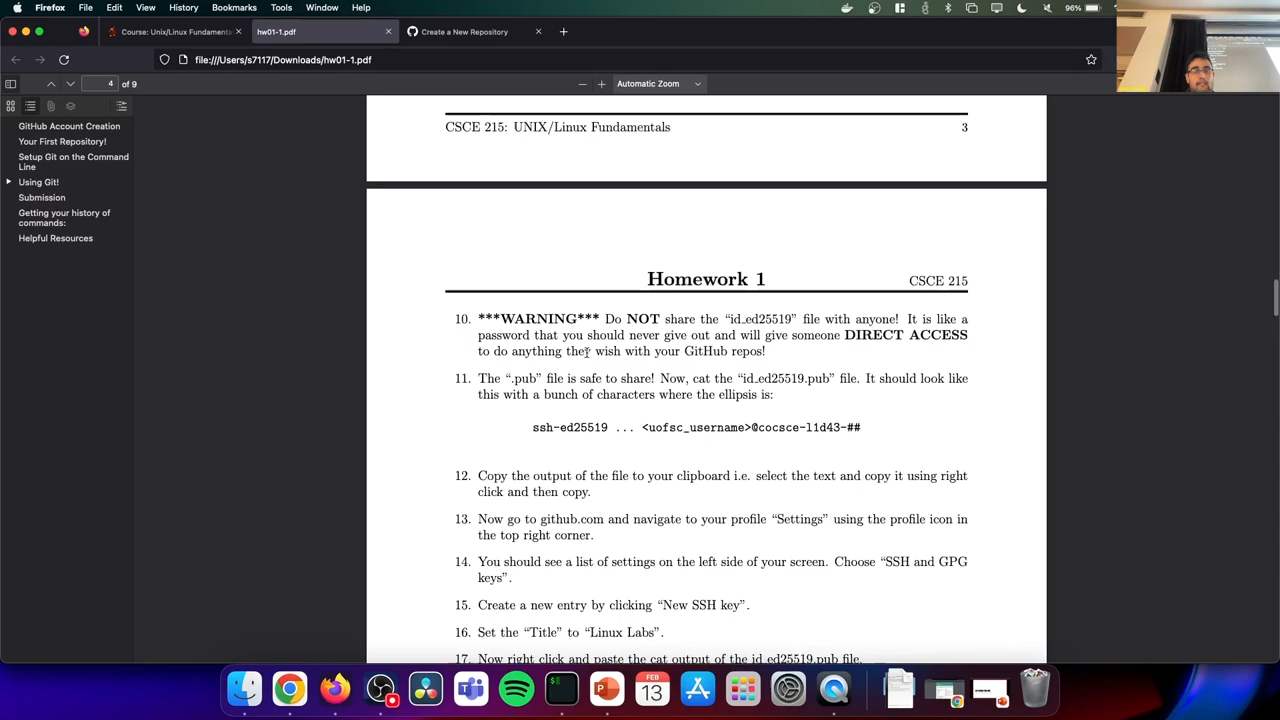 Firefox File Edit View History Bookmarks Tools Window Help 96%
Course: Unix/Linux Fundament
hw01-1.pdf
Create a New Repository
file:///Users/s7117/Downloads/hw01-1.pdf
4 of 9
Automatic Zoom
GitHub Account Creation
Your First Repository!
Setup Git on the Command
Line
Using Git!
Submission
Getting your history of
commands:
Helpful Resources
CSCE 215: UNIX/Linux Fundamentals 3
Homework 1 CSCE 215
10. ***WARNING*** Do NOT share the “id_ed25519” file with anyone! It is like a
password that you should never give out and will give someone DIRECT ACCESS
to do anything they wish with your GitHub repos!
11. The “.pub” file is safe to share! Now, cat the “id_ed25519.pub” file. It should look like
this with a bunch of characters where the ellipsis is:
ssh-ed25519 ... <uofsc_username>@cocsce-l1d43-##
12. Copy the output of the file to your clipboard i.e. select the text and copy it using right
click and then copy.
13. Now go to github.com and navigate to your profile “Settings” using the profile icon in
the top right corner.
14. You should see a list of settings on the left side of your screen. Choose “SSH and GPG
keys”.
15. Create a new entry by clicking “New SSH key”.
16. Set the “Title” to “Linux Labs”.
17. Now right click and paste the cat output of the id_ed25519.pub file.
FEB
13